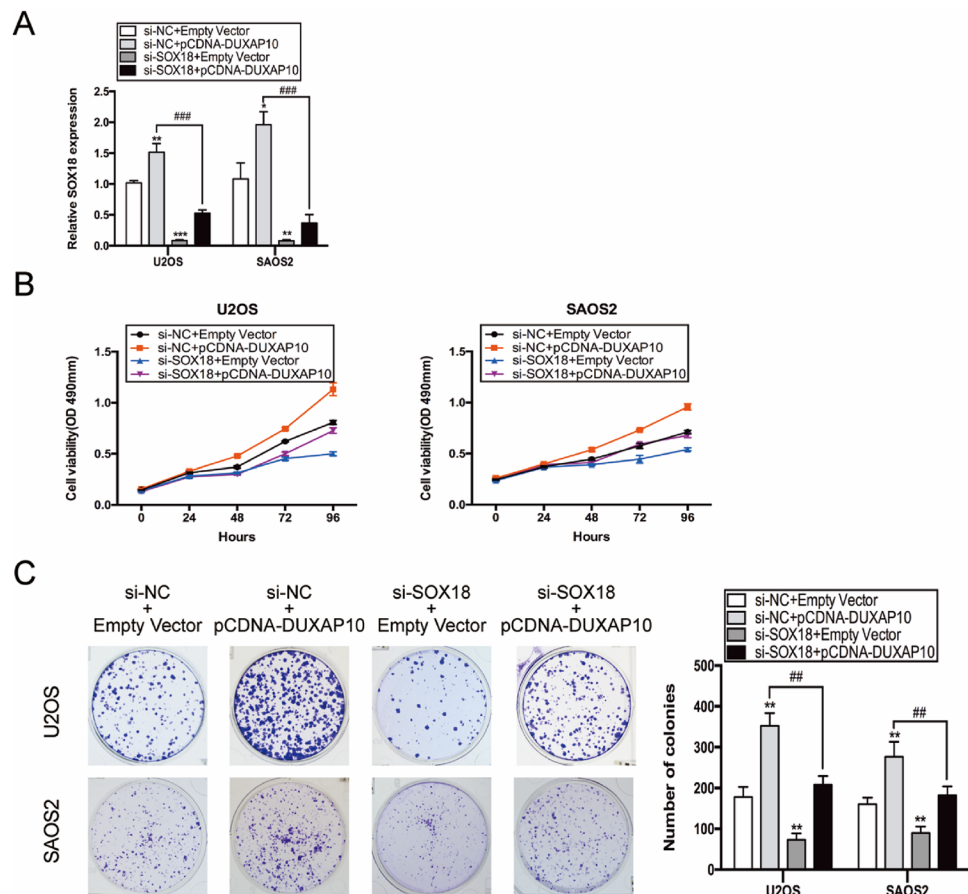 A
si-NC+Empty Vector
si-NC+pCDNA-DUXAP10
si-SOX18+Empty Vector
si-SOX18+pCDNA-DUXAP10
Relative SOX18 expression
2.5
2.0
1.5
1.0
0.5
0.0
**
###
***
*
###
**
U2OS
SAOS2
B
U2OS
si-NC+Empty Vector
si-NC+pCDNA-DUXAP10
si-SOX18+Empty Vector
si-SOX18+pCDNA-DUXAP10
Cell viability(OD 490mm)
1.5
1.0
0.5
0.0
0 24 48 72 96
Hours
SAOS2
si-NC+Empty Vector
si-NC+pCDNA-DUXAP10
si-SOX18+Empty Vector
si-SOX18+pCDNA-DUXAP10
Cell viability(OD 490mm)
1.5
1.0
0.5
0.0
0 24 48 72 96
Hours
C
si-NC
+
Empty Vector
si-NC
+
pCDNA-DUXAP10
si-SOX18
+
Empty Vector
si-SOX18
+
pCDNA-DUXAP10
U2OS
SAOS2
si-NC+Empty Vector
si-NC+pCDNA-DUXAP10
si-SOX18+Empty Vector
si-SOX18+pCDNA-DUXAP10
Number of colonies
500
400
300
200
100
0
**
##
**
**
##
**
U2OS
SAOS2